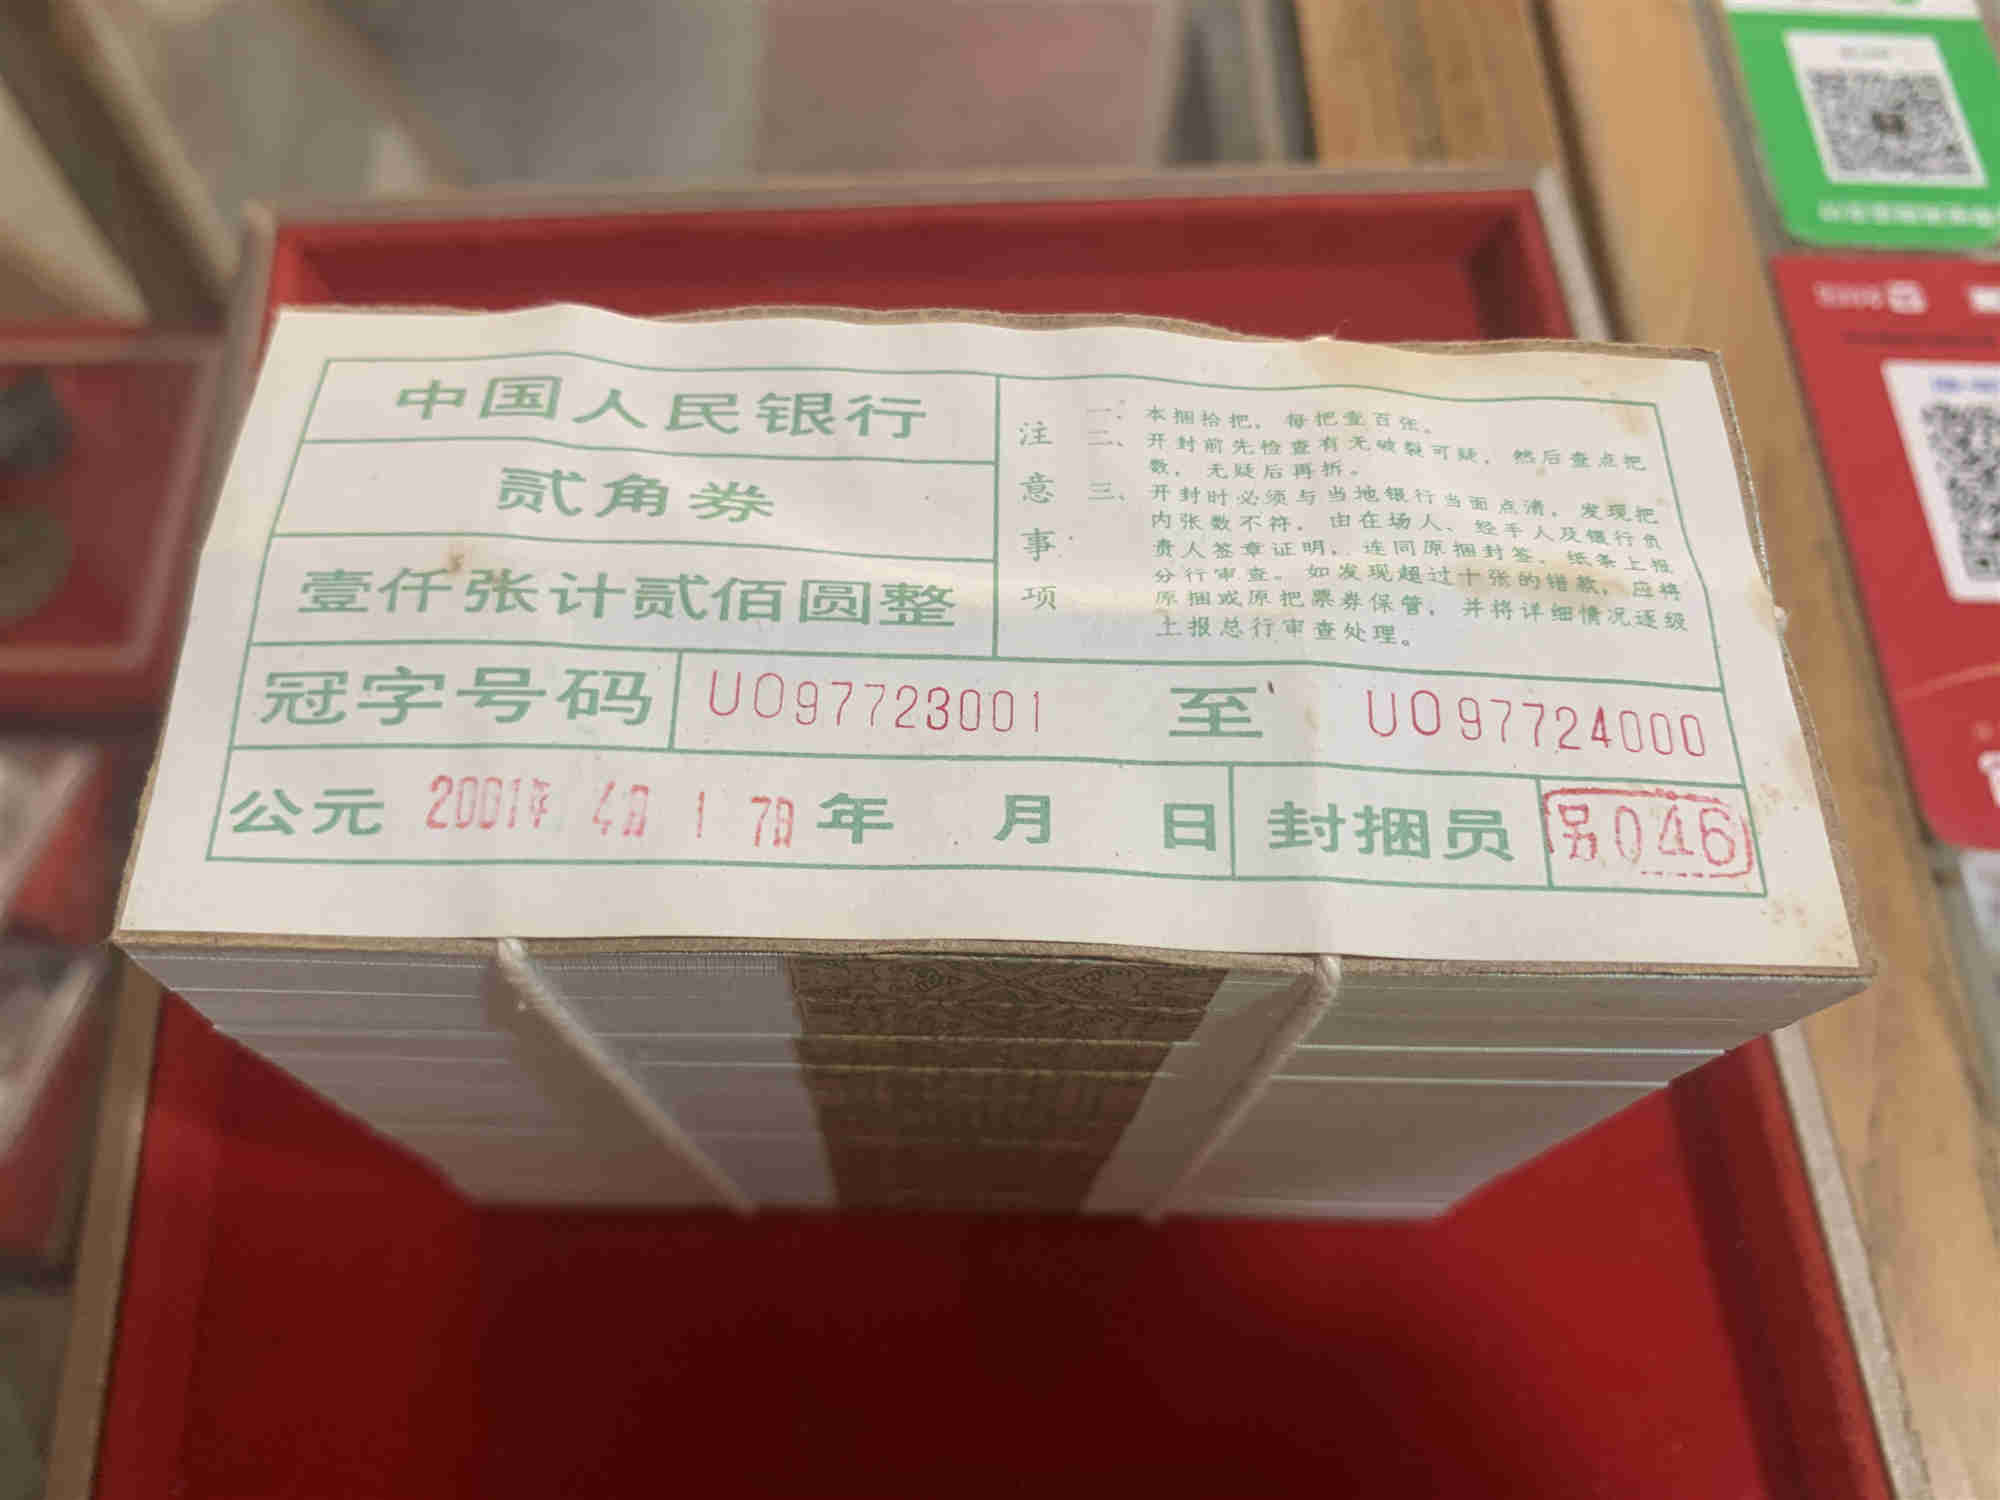 中国人民银行
贰角券
壹仟张计贰佰圆整
注意事项
一、本捆拾把，每把壹百张。
二、开封前先检查有无破裂可疑，然后查点把
数，无疑后再拆。
三、开封时必须与当地银行当面点清，发现把
内张数不符，由在场人、经手人及银行负
责人签章证明，连同原捆封签、纸条上报
分行审查。如发现超过十张的错款，应将
原捆或原把票券保管，并将详细情况逐级
上报总行审查处理。
冠字号码 UO97723001 至 UO97724000
公元 2001年 4月 17日 年 月 日 封捆员 另046